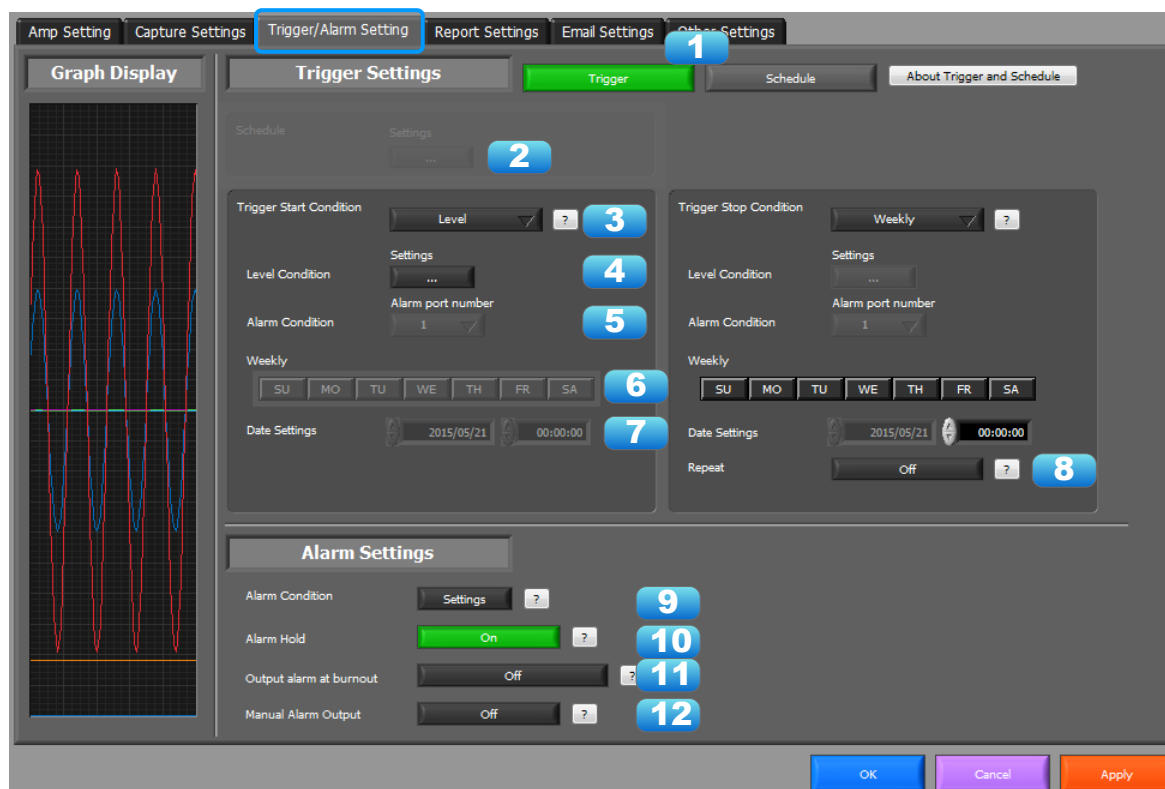 Amp Setting Capture Settings Trigger/Alarm Setting Report Settings Email Settings Other Settings
1
Graph Display
Trigger Settings Trigger Schedule About Trigger and Schedule
Schedule Settings
... 2
Trigger Start Condition Level ? 3
Settings
Level Condition ... 4
Alarm port number
Alarm Condition 1 5
Weekly
SU MO TU WE TH FR SA 6
Date Settings 2015/05/21 00:00:00 7
Trigger Stop Condition Weekly ?
Settings
Level Condition ...
Alarm port number
Alarm Condition 1
Weekly
SU MO TU WE TH FR SA
Date Settings 2015/05/21 00:00:00
Repeat Off ? 8
Alarm Settings
Alarm Condition Settings ? 9
Alarm Hold On ? 10
Output alarm at burnout Off ? 11
Manual Alarm Output Off ? 12
OK Cancel Apply